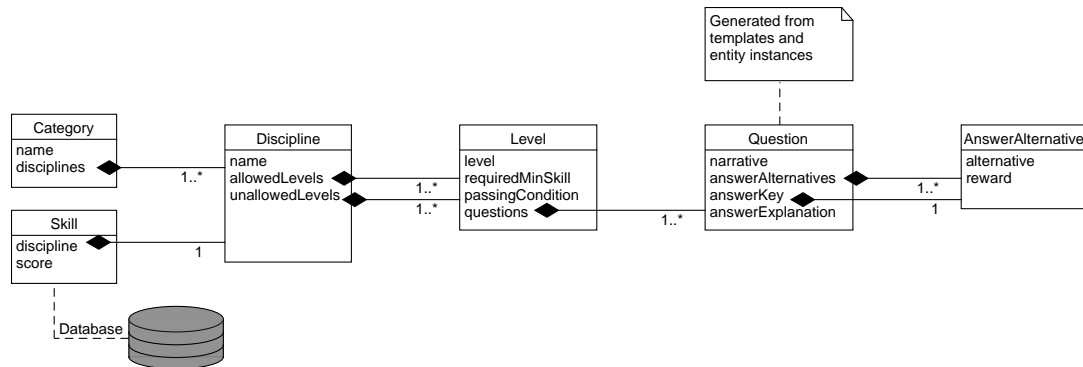 Generated from
templates and
entity instances
Category
name
disciplines
1..*
Skill
discipline
score
1
Database
Discipline
name
allowedLevels
unallowedLevels
1..*
1..*
Level
level
requiredMinSkill
passingCondition
questions
1..*
Question
narrative
answerAlternatives
answerKey
answerExplanation
1..*
1
AnswerAlternative
alternative
reward